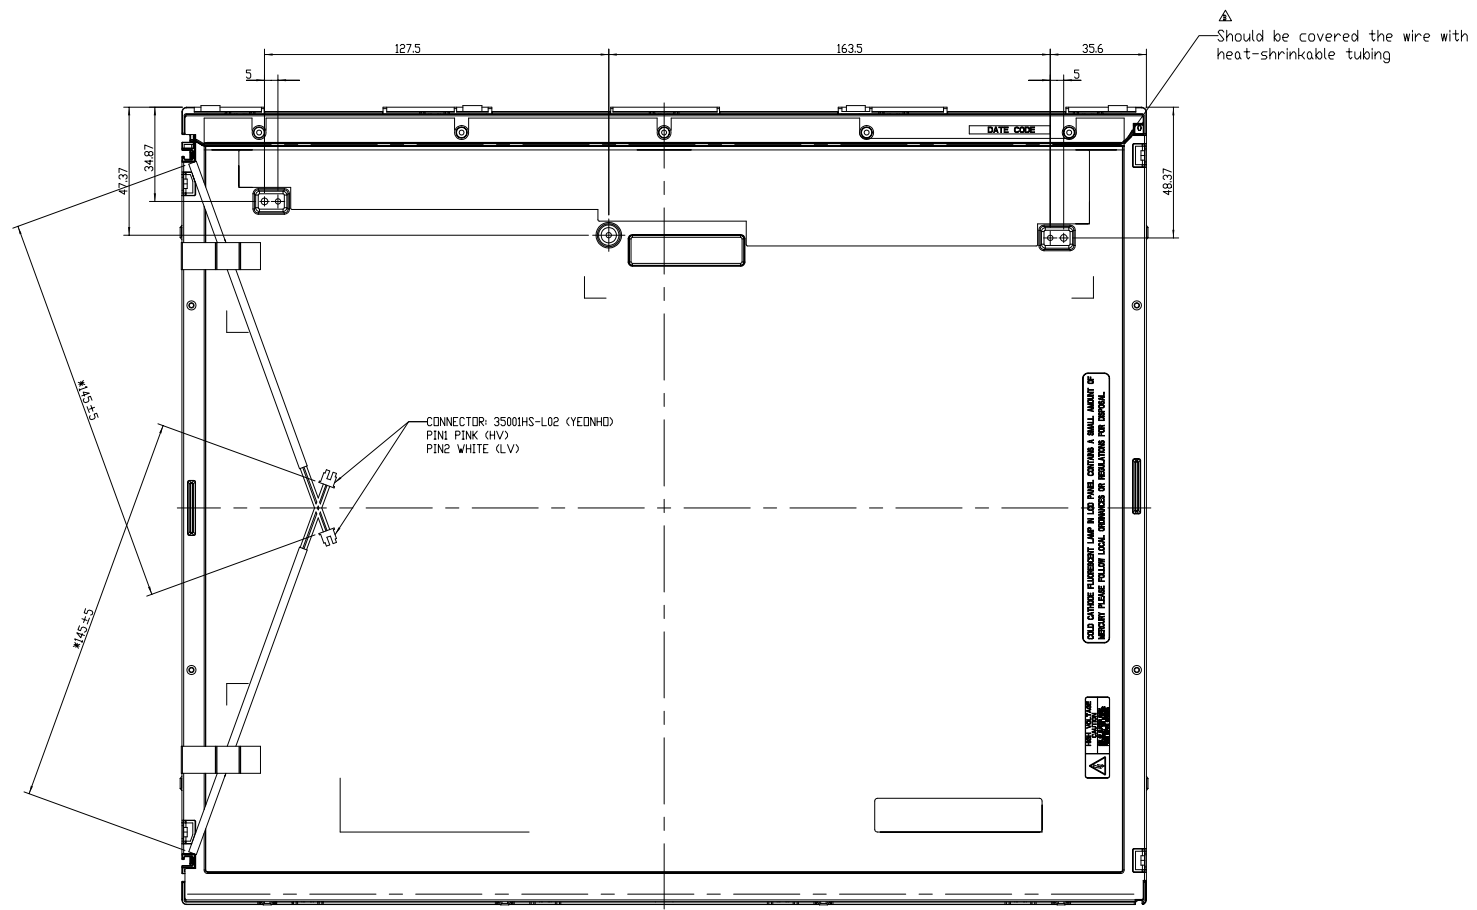 Should be covered the wire with
heat-shrinkable tubing
127.5
163.5
35.6
5
5
DATE CODE
34.87
47.37
48.37
*145±5
CONNECTOR: 35001HS-L02 (YEONHO)
PIN1 PINK (HV)
PIN2 WHITE (LV)
COLD CATHODE FLUORESCENT LAMP IN LCD PANEL CONTAINS A SMALL AMOUNT OF
MERCURY PLEASE FOLLOW LOCAL ORDINANCES OR REGULATIONS FOR DISPOSAL.
*145±5
HIGH VOLTAGE
CAUTION